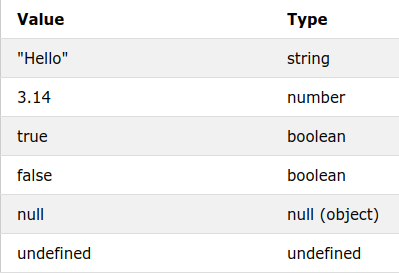 Value Type
"Hello" string
3.14 number
true boolean
false boolean
null null (object)
undefined undefined